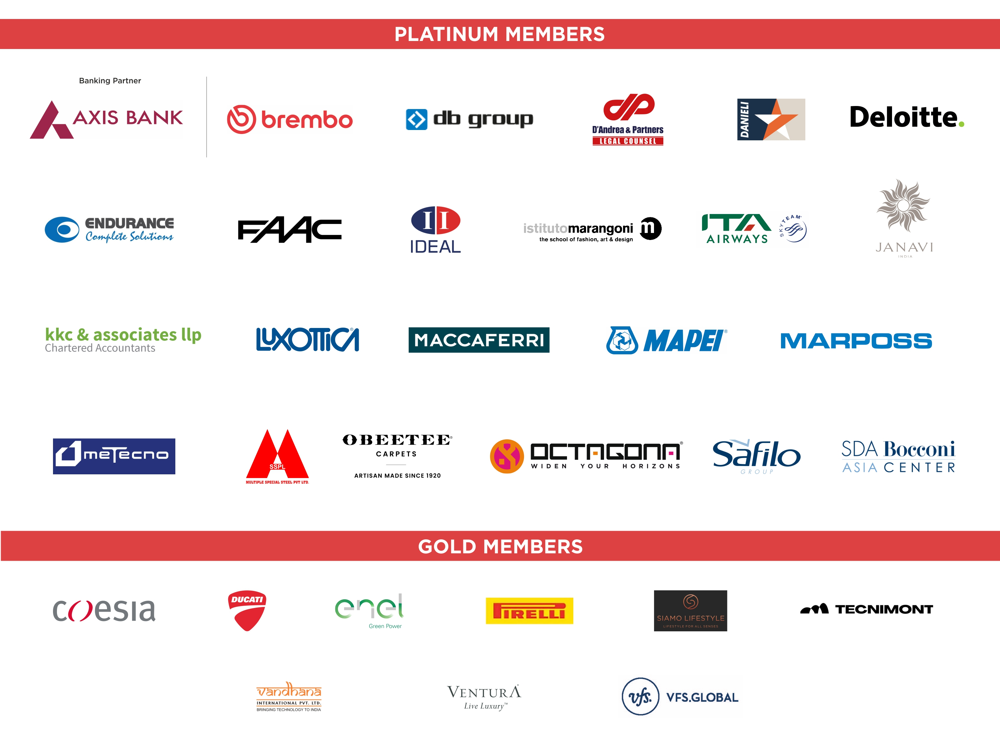 PLATINUM MEMBERS
Banking Partner
AXIS BANK
brembo
db group
dp
D'Andrea & Partners
LEGAL COUNSEL
DANIELI
Deloitte.
ENDURANCE
Complete Solutions
FAAC
II
IDEAL
istitutomarangoni m
the school of fashion, art & design
ITA
AIRWAYS
SKYTEAM
JANAVI
INDIA
kkc & associates llp
Chartered Accountants
LUXOTTICA®
MACCAFERRI
MAPEI®
MARPOSS
meTecno
SSPL
MULTIPLE SPECIAL STEEL PVT LTD.
OBEETEE®
CARPETS
ARTISAN MADE SINCE 1920
OCTAGONA®
WIDEN YOUR HORIZONS
Safilo
GROUP
SDA Bocconi
ASIA CENTER
GOLD MEMBERS
coesia
DUCATI
enel
Green Power
PIRELLI
SIAMO LIFESTYLE
LIFESTYLE FOR ALL SENSES
TECNIMONT
vandhana
INTERNATIONAL PVT. LTD.
BRINGING TECHNOLOGY TO INDIA
VENTURA
Live Luxury™
vfs. VFS.GLOBAL